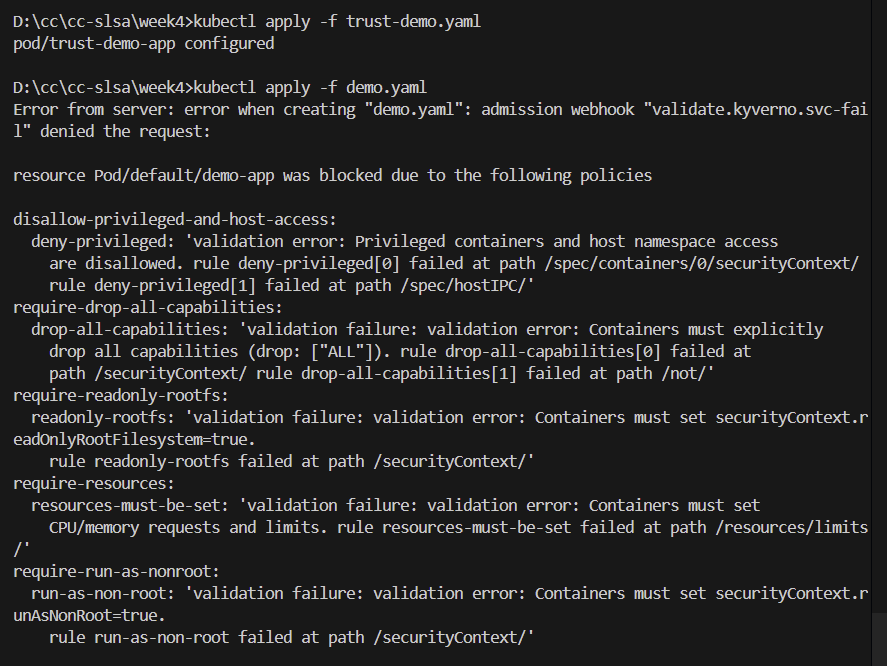 D:\cc\cc-slsa\week4>kubectl apply -f trust-demo.yaml
pod/trust-demo-app configured
D:\cc\cc-slsa\week4>kubectl apply -f demo.yaml
Error from server: error when creating "demo.yaml": admission webhook "validate.kyverno.svc-fai
l" denied the request:
resource Pod/default/demo-app was blocked due to the following policies
disallow-privileged-and-host-access:
  deny-privileged: 'validation error: Privileged containers and host namespace access
    are disallowed. rule deny-privileged[0] failed at path /spec/containers/0/securityContext/
    rule deny-privileged[1] failed at path /spec/hostIPC/'
require-drop-all-capabilities:
  drop-all-capabilities: 'validation failure: validation error: Containers must explicitly
    drop all capabilities (drop: ["ALL"]). rule drop-all-capabilities[0] failed at
    path /securityContext/ rule drop-all-capabilities[1] failed at path /not/'
require-readonly-rootfs:
  readonly-rootfs: 'validation failure: validation error: Containers must set securityContext.r
eadOnlyRootFilesystem=true.
    rule readonly-rootfs failed at path /securityContext/'
require-resources:
  resources-must-be-set: 'validation failure: validation error: Containers must set
    CPU/memory requests and limits. rule resources-must-be-set failed at path /resources/limits
/'
require-run-as-nonroot:
  run-as-non-root: 'validation failure: validation error: Containers must set securityContext.r
unAsNonRoot=true.
    rule run-as-non-root failed at path /securityContext/'